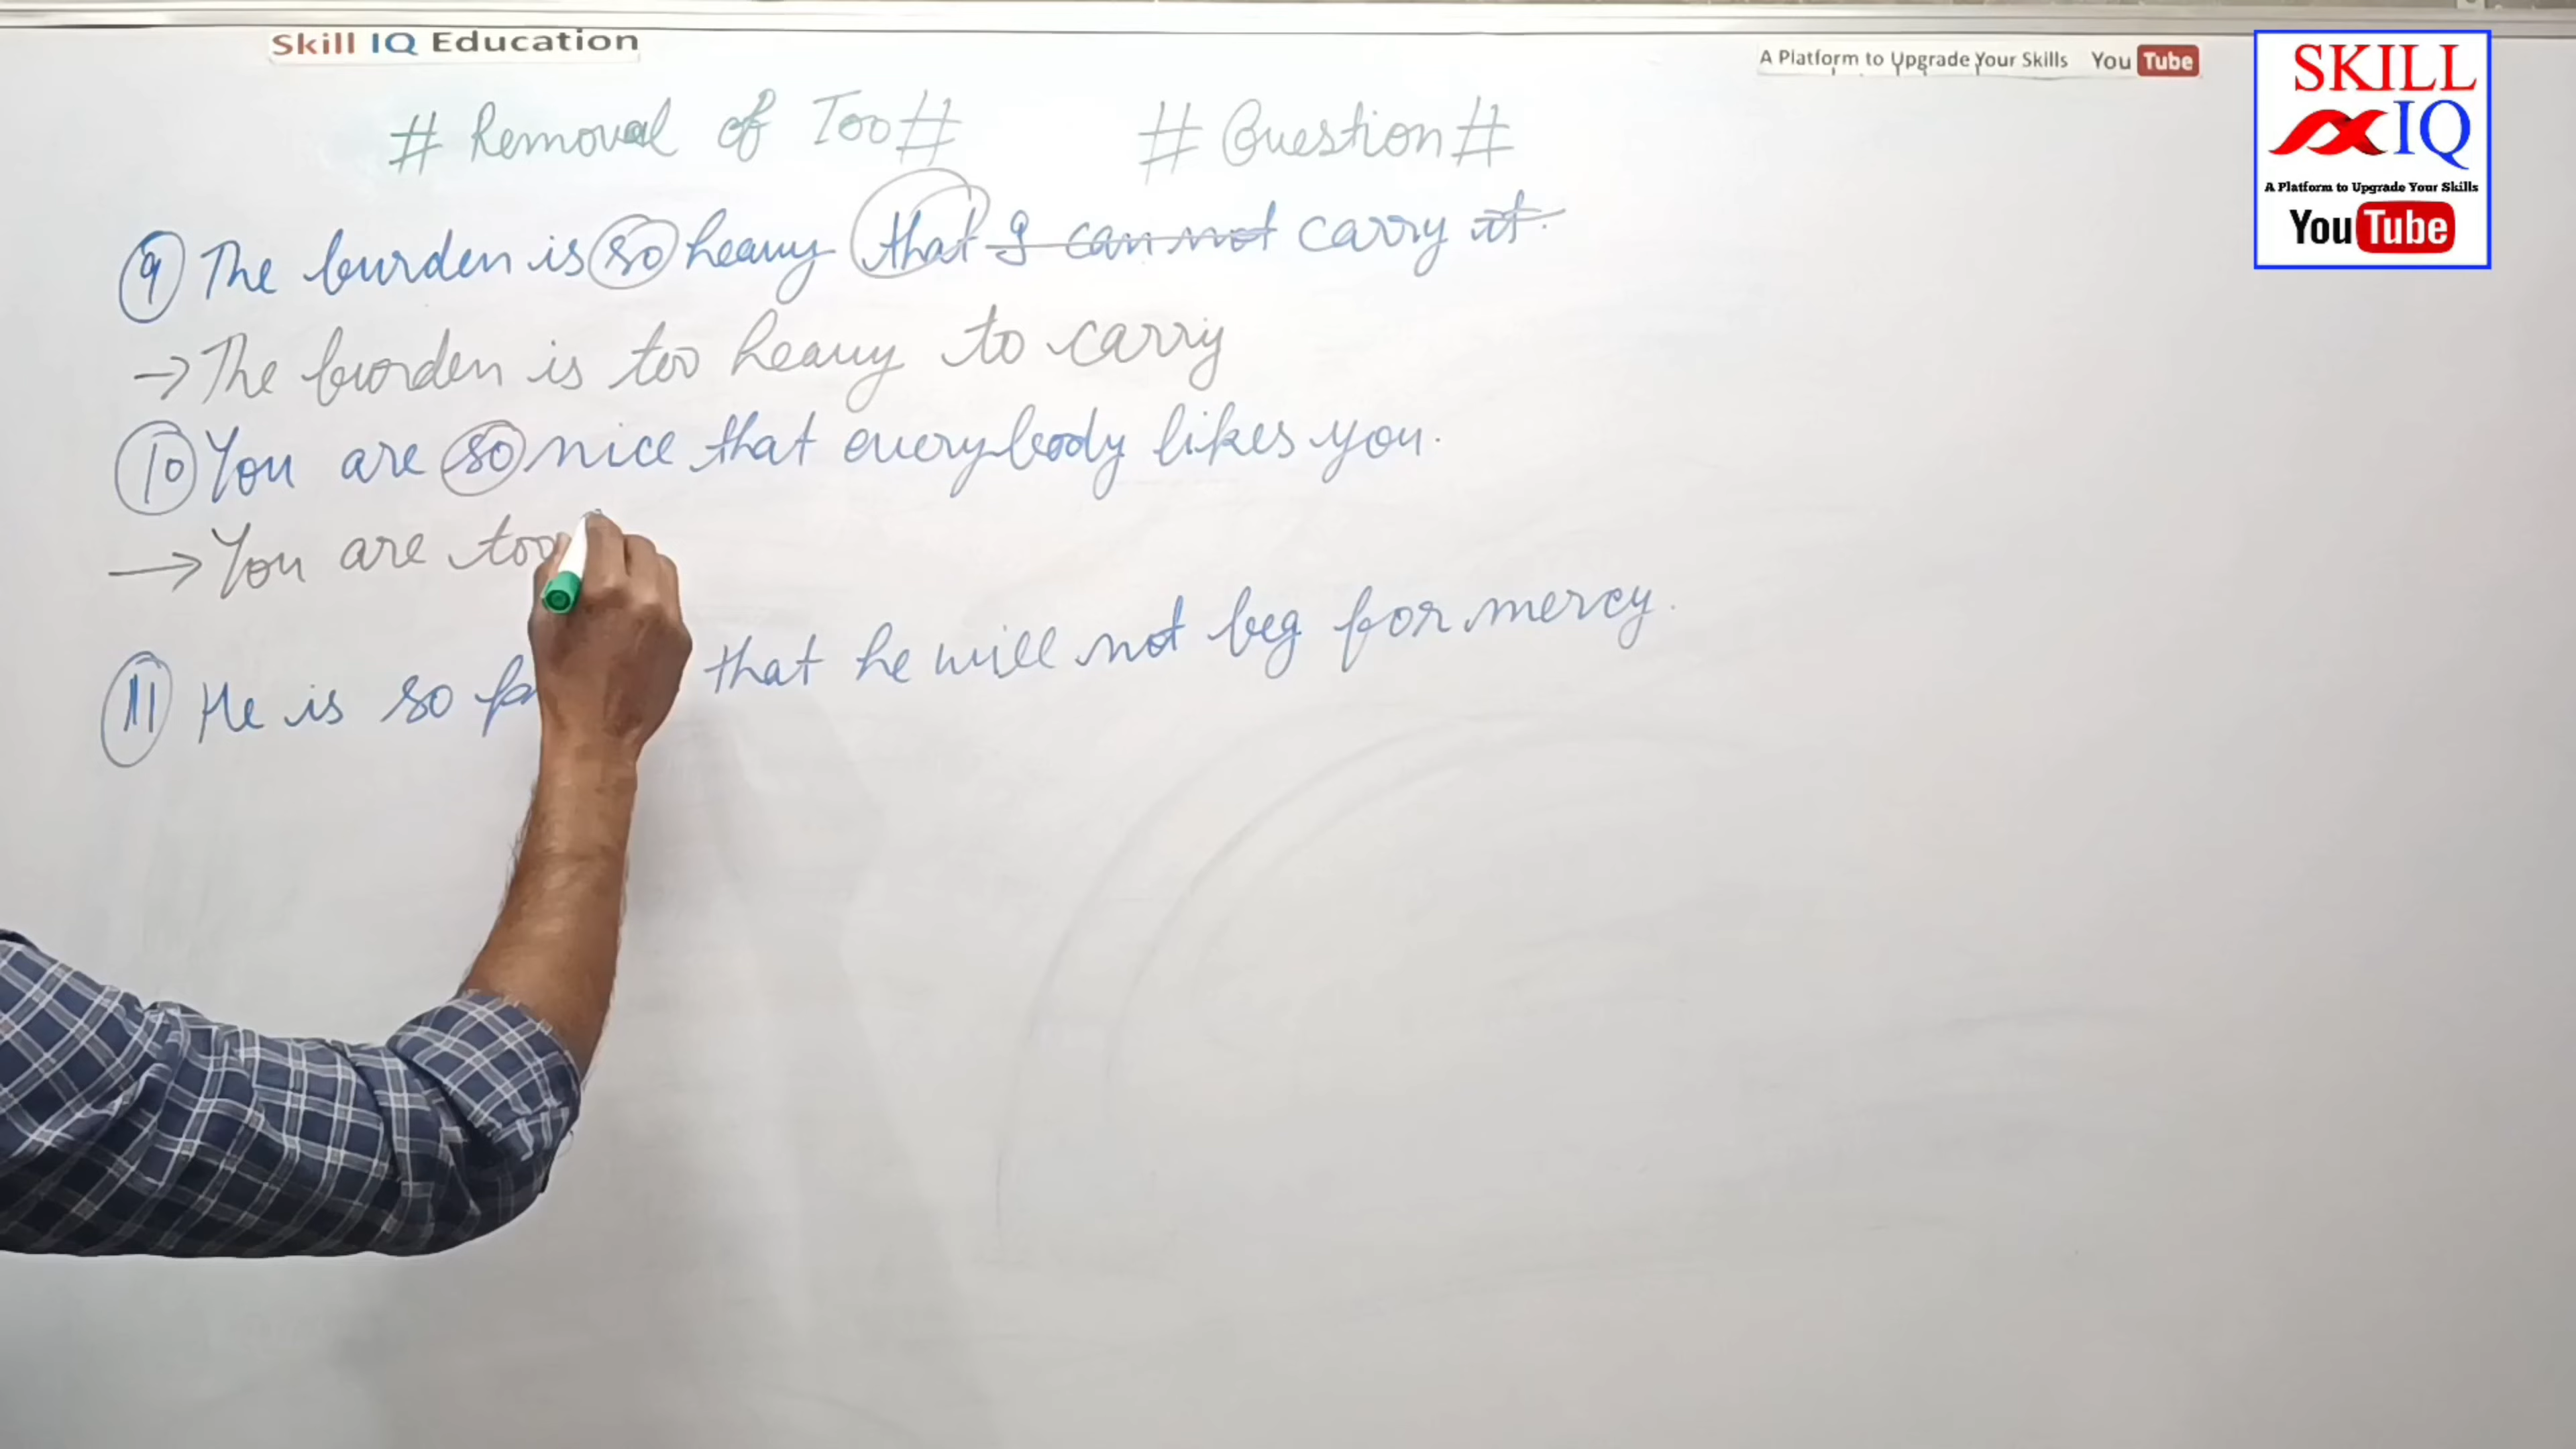 Skill IQ Education
A Platform to Upgrade Your Skills YouTube
SKILL
IQ
A Platform to Upgrade Your Skills
YouTube
# Removal of Too # # Question #
9 The burden is so heavy that I can not carry it.
→ The burden is too heavy to carry
10 You are so nice that everybody likes you.
→ You are too
11 He is so that he will not beg for mercy.